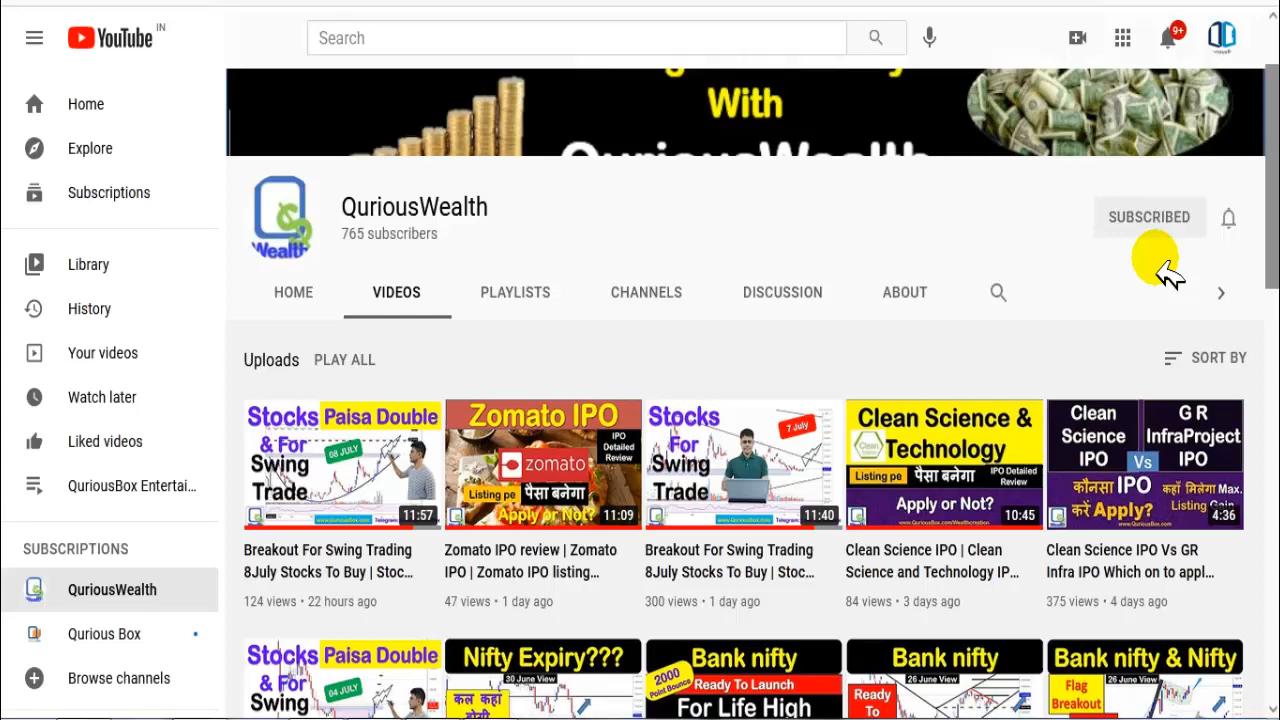 YouTube IN
Search
9+
Home
Explore
Subscriptions
Library
History
Your videos
Watch later
Liked videos
QuriousBox Entertai...
SUBSCRIPTIONS
QuriousWealth
Qurious Box
Browse channels
With
QuriousWealth
Wealth
QuriousWealth
765 subscribers
SUBSCRIBED
HOME VIDEOS PLAYLISTS CHANNELS DISCUSSION ABOUT
Uploads PLAY ALL
SORT BY
Stocks Paisa Double
& For
Swing
Trade
08 JULY
11:57
Breakout For Swing Trading
8July Stocks To Buy | Stoc...
124 views • 22 hours ago
Zomato IPO
IPO
Detailed
Review
zomato
Listing pe पैसा बनेगा
Apply or Not?
11:09
Zomato IPO review | Zomato
IPO | Zomato IPO listing...
47 views • 1 day ago
Stocks
For
Swing
Trade
7 July
11:40
Breakout For Swing Trading
8July Stocks To Buy | Stoc...
300 views • 1 day ago
Clean Science &
Technology
Clean
Listing pe पैसा बनेगा
IPO Detailed
Review
Apply or Not?
10:45
Clean Science IPO | Clean
Science and Technology IP...
84 views • 3 days ago
Clean
Science
IPO
Vs
G R
InfraProject
IPO
कौनसा IPO
करे Apply?
कहाँ मिलेगा Max.
Listing Gain
4:36
Clean Science IPO Vs GR
Infra IPO Which on to appl...
375 views • 4 days ago
Stocks Paisa Double
& For
Swing
04 JULY
Nifty Expiry???
30 June View
कल कहा
Bank nifty
2000
Point Bounce
Ready To Launch
For Life High
Bank nifty
26 June View
Ready
To
Bank nifty & Nifty
Flag
Breakout
26 June View